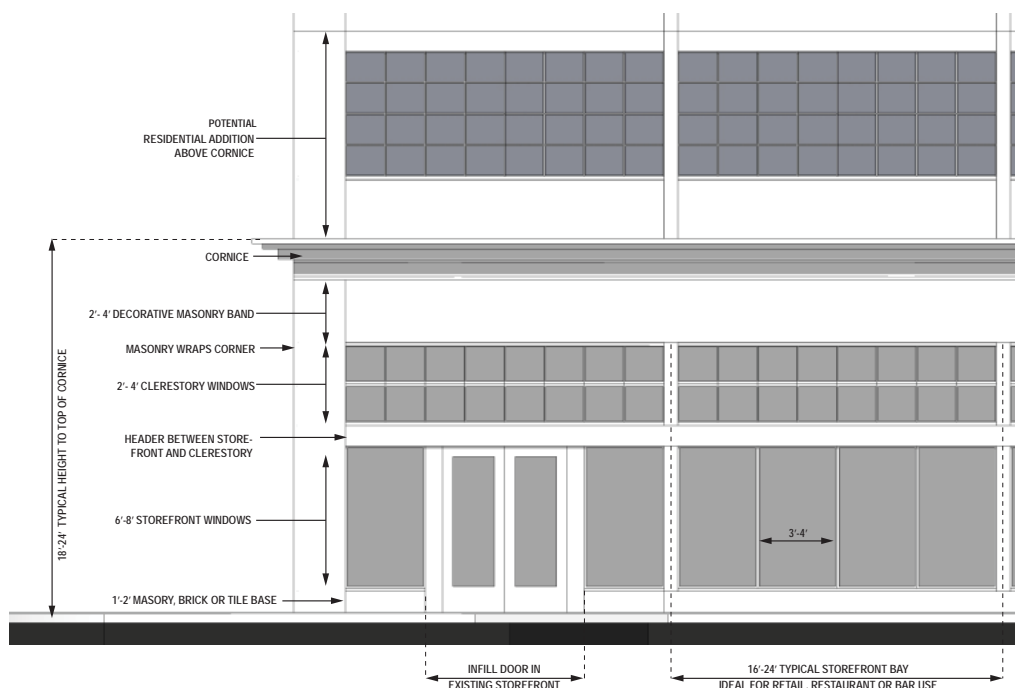 POTENTIAL
RESIDENTIAL ADDITION
ABOVE CORNICE
CORNICE
2'- 4' DECORATIVE MASONRY BAND
MASONRY WRAPS CORNER
2'- 4' CLERESTORY WINDOWS
HEADER BETWEEN STORE-
FRONT AND CLERESTORY
6'-8' STOREFRONT WINDOWS
1'-2' MASORY, BRICK OR TILE BASE
18'-24' TYPICAL HEIGHT TO TOP OF CORNICE
3'-4'
INFILL DOOR IN
EXISTING STOREFRONT
16'-24' TYPICAL STOREFRONT BAY
IDEAL FOR RETAIL, RESTAURANT OR BAR USE